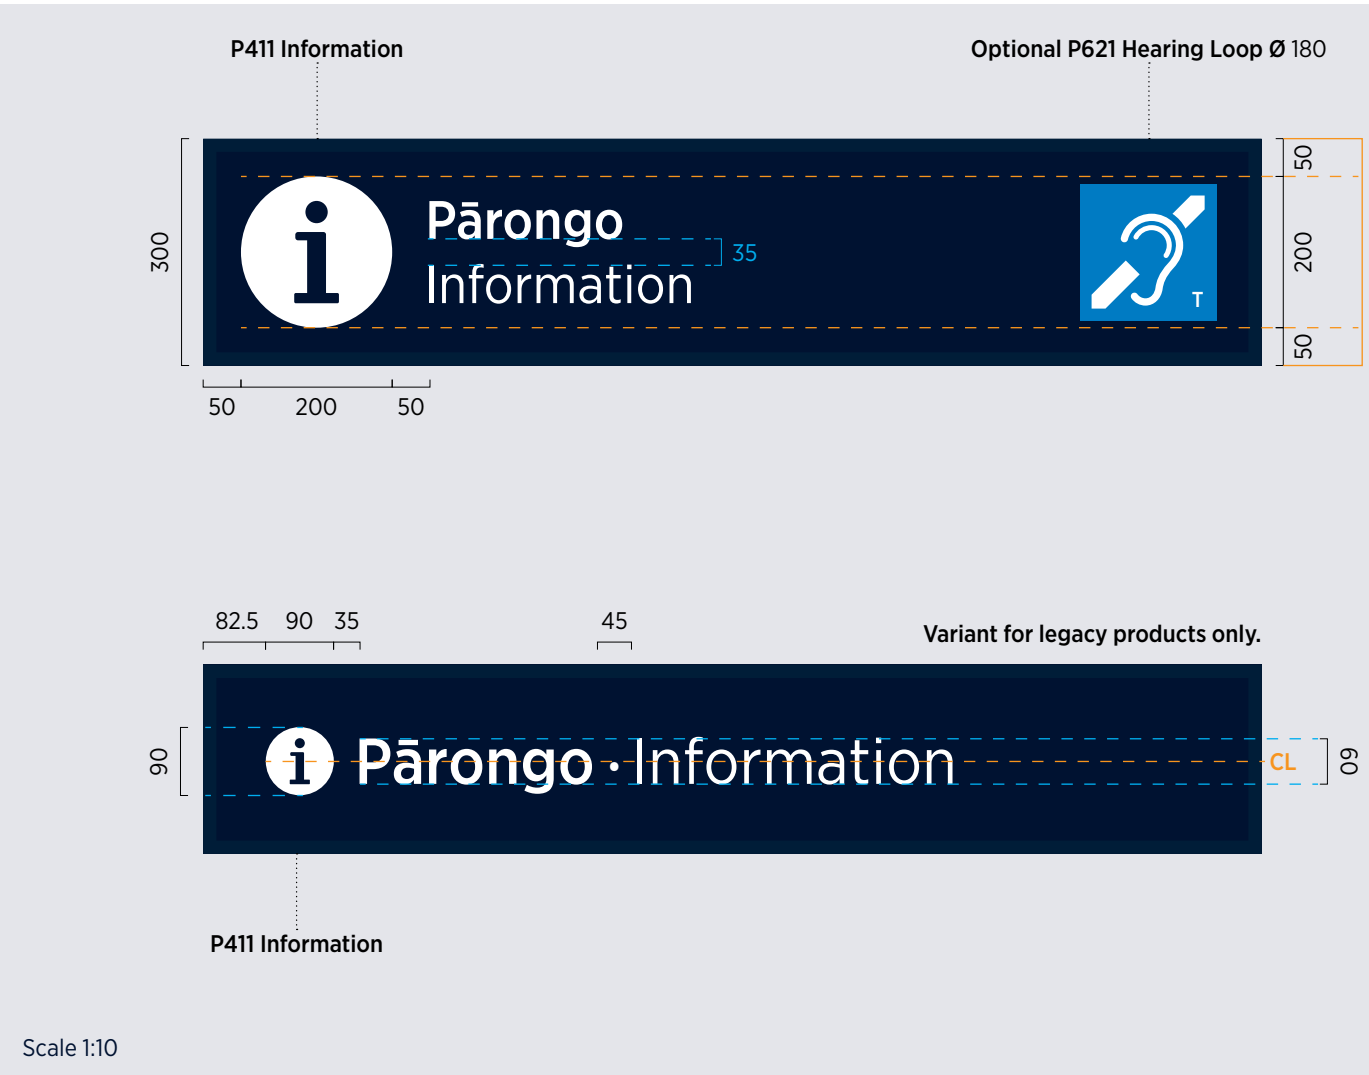 P411 Information
Optional P621 Hearing Loop Ø 180
50
300
Pārongo
35
200
Information
T
50
50 200 50
82.5 90 35
45
Variant for legacy products only.
90
Pārongo · Information
CL
60
P411 Information
Scale 1:10